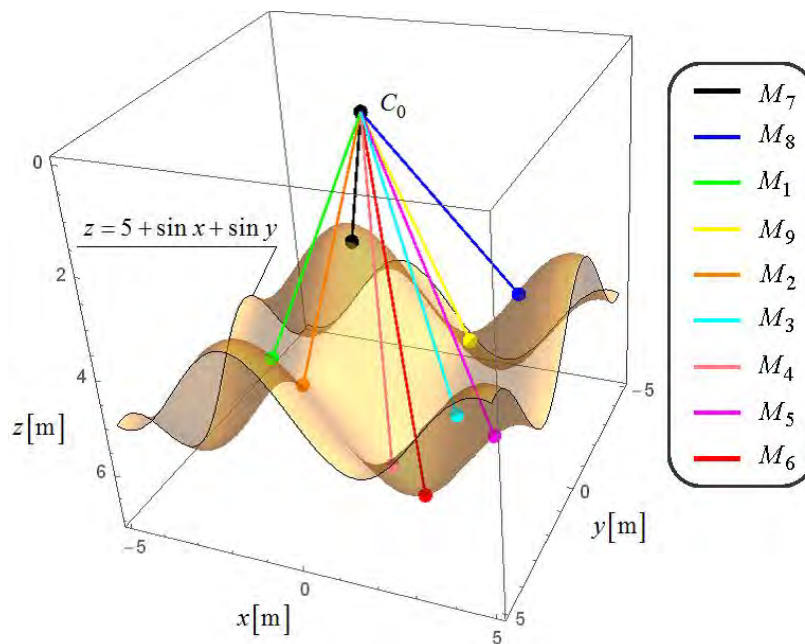 C₀
M₇
M₈
M₁
M₉
M₂
M₃
M₄
M₅
M₆
z = 5 + sin x + sin y
0
2
4
6
z[m]
-5
0
5
x[m]
-5
0
5
y[m]